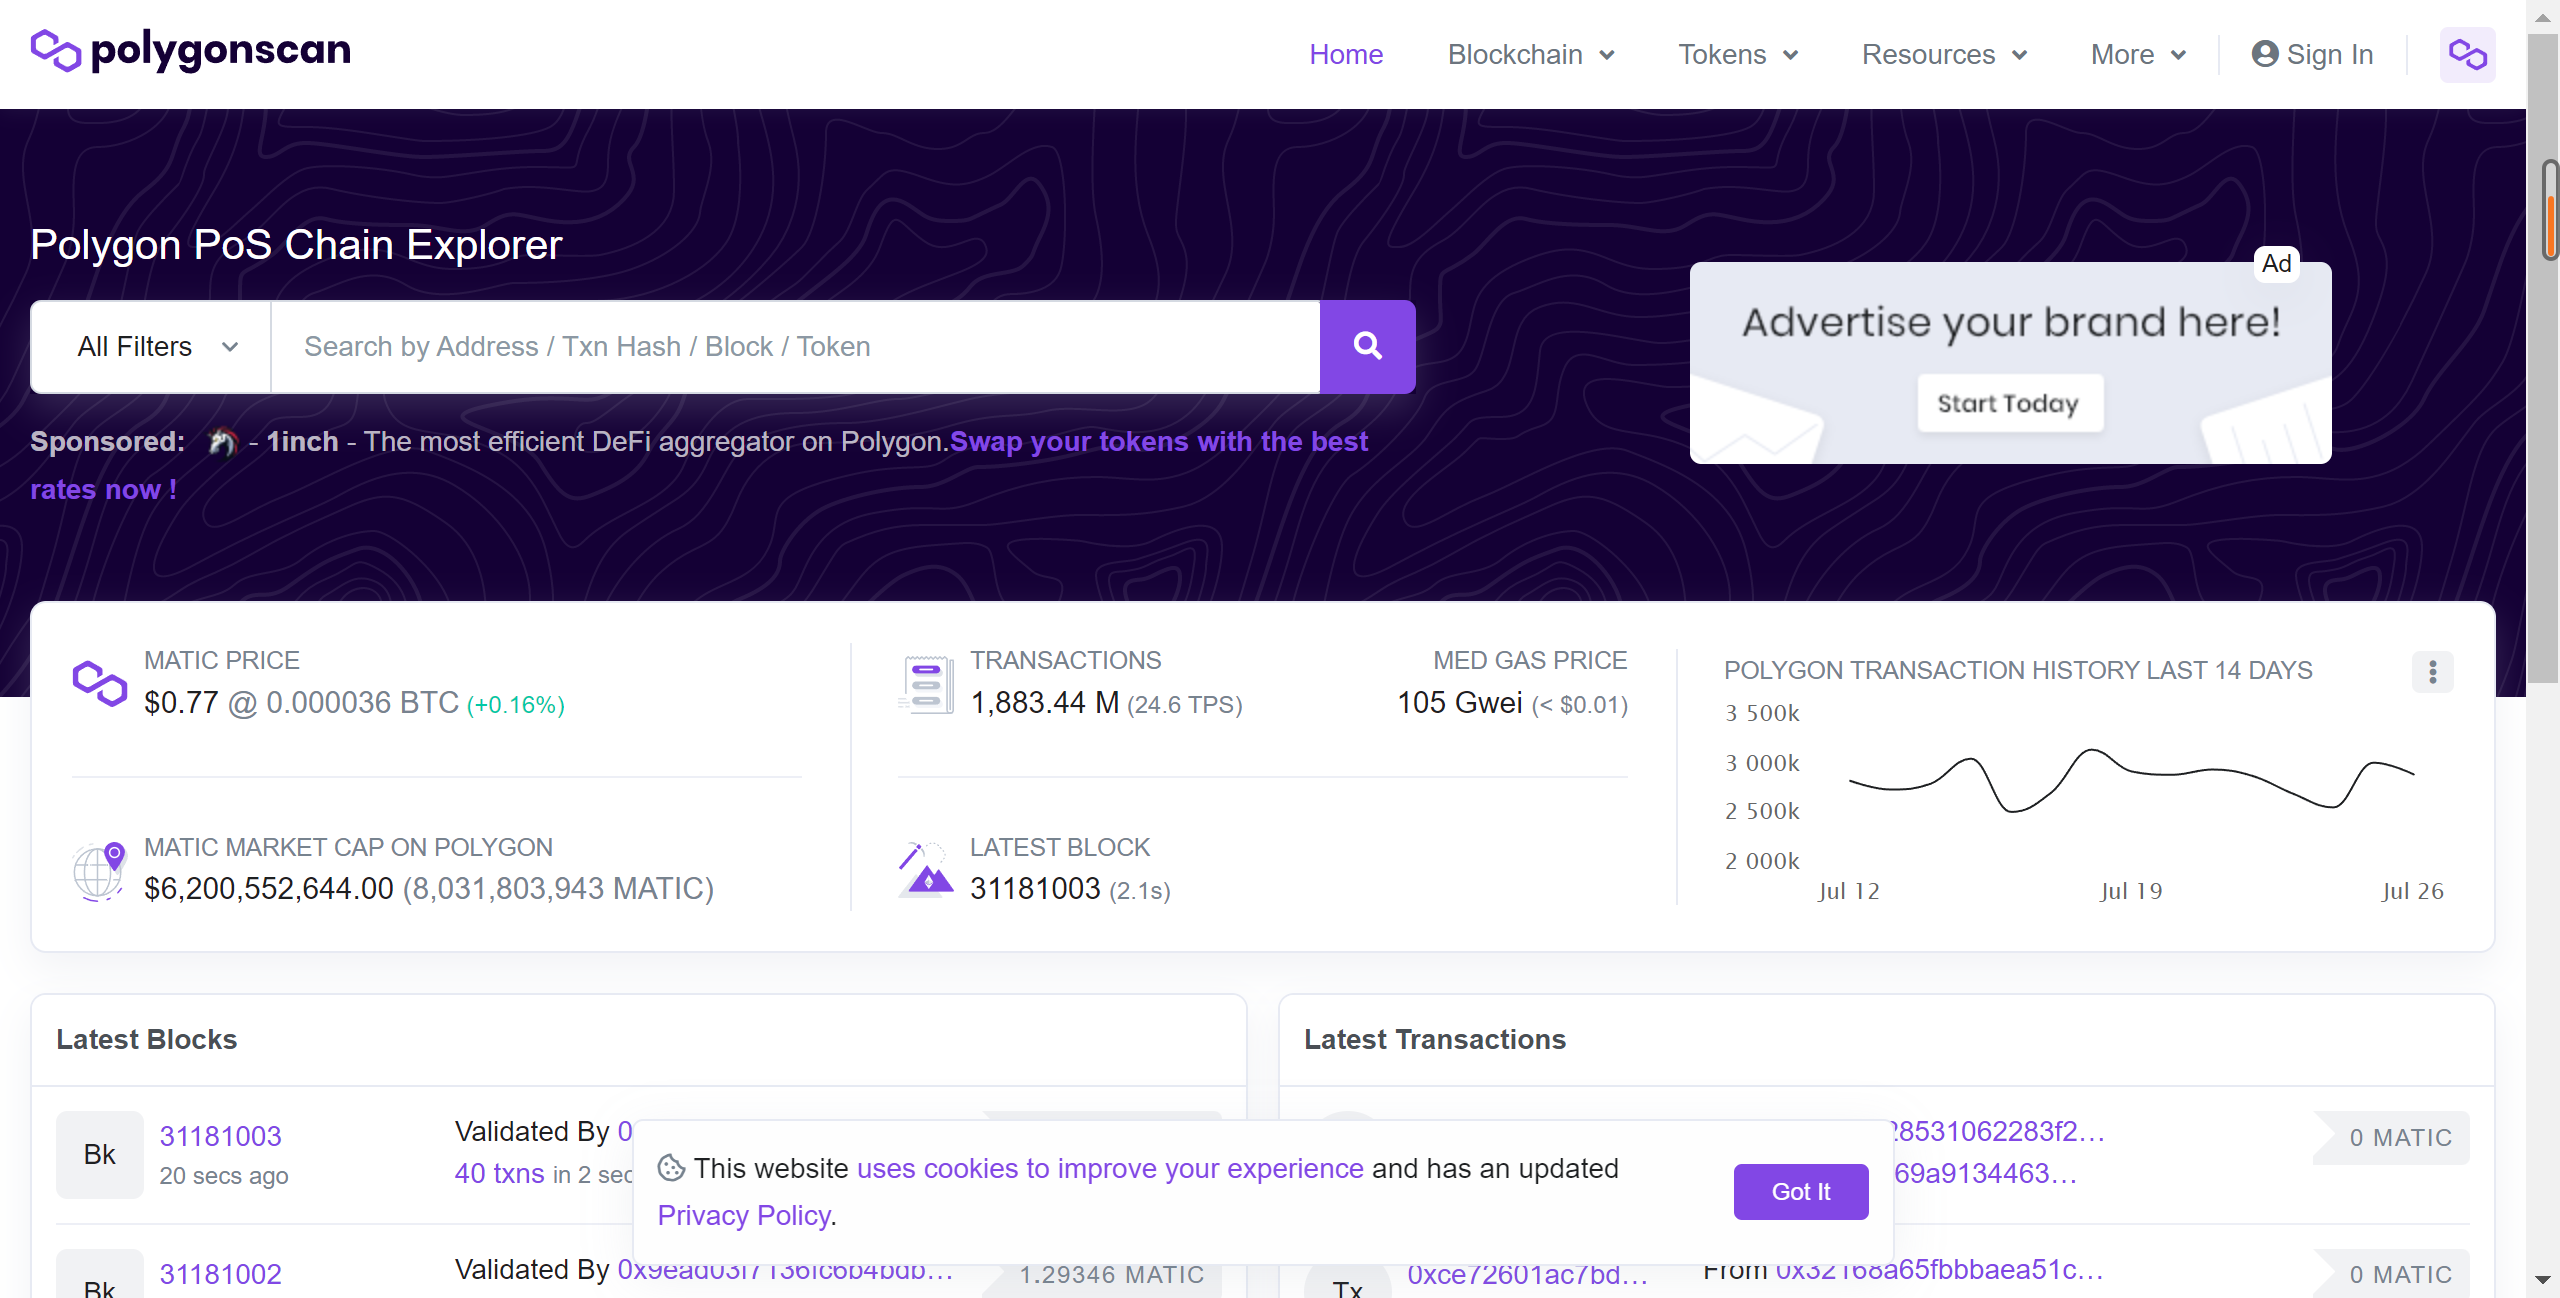 polygonscan
Home Blockchain Tokens Resources More Sign In
Polygon PoS Chain Explorer
All Filters Search by Address / Txn Hash / Block / Token
Sponsored: - 1inch - The most efficient DeFi aggregator on Polygon.Swap your tokens with the best
rates now !
Ad
Advertise your brand here!
Start Today
MATIC PRICE
$0.77 @ 0.000036 BTC (+0.16%)
MATIC MARKET CAP ON POLYGON
$6,200,552,644.00 (8,031,803,943 MATIC)
TRANSACTIONS
1,883.44 M (24.6 TPS)
MED GAS PRICE
105 Gwei (< $0.01)
LATEST BLOCK
31181003 (2.1s)
POLYGON TRANSACTION HISTORY LAST 14 DAYS
3 500k
3 000k
2 500k
2 000k
Jul 12 Jul 19 Jul 26
Latest Blocks
Bk
31181003
20 secs ago
Validated By 0
40 txns in 2 sec
Bk
31181002
Validated By 0x9ead03f7136fc6b4bdb...
1.29346 MATIC
Latest Transactions
28531062283f2...
69a9134463...
0 MATIC
Tx
0xce72601ac7bd...
From 0x32168a65fbbbaea51c...
0 MATIC
This website uses cookies to improve your experience and has an updated
Privacy Policy.
Got It